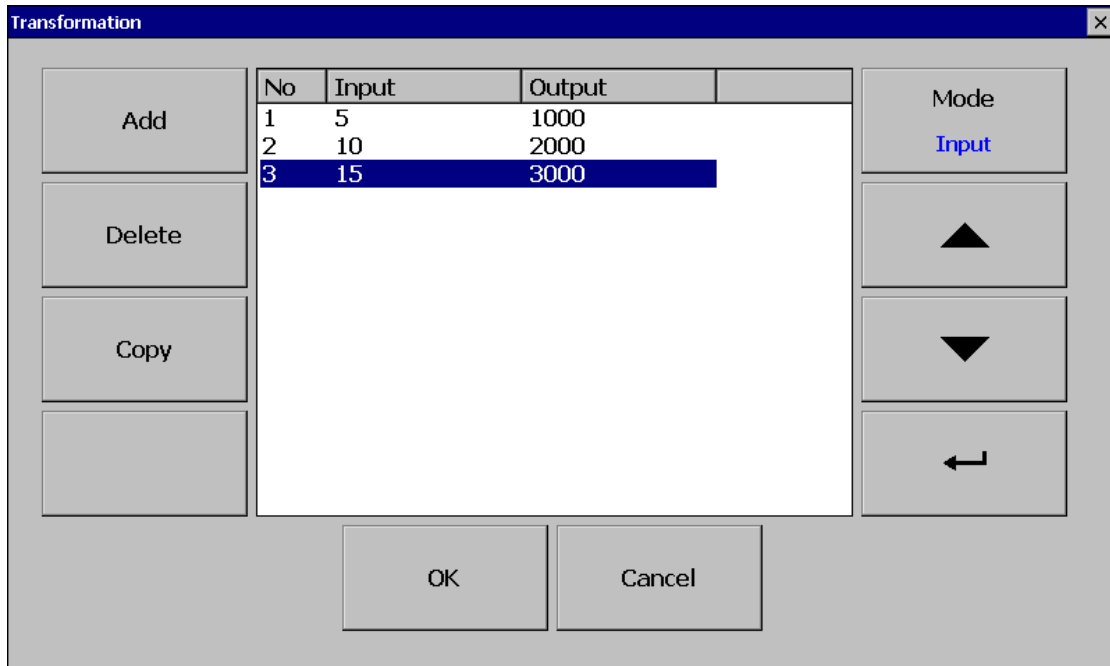 Transformation
Add
Delete
Copy
No Input Output
1 5 1000
2 10 2000
3 15 3000
Mode
Input
OK
Cancel